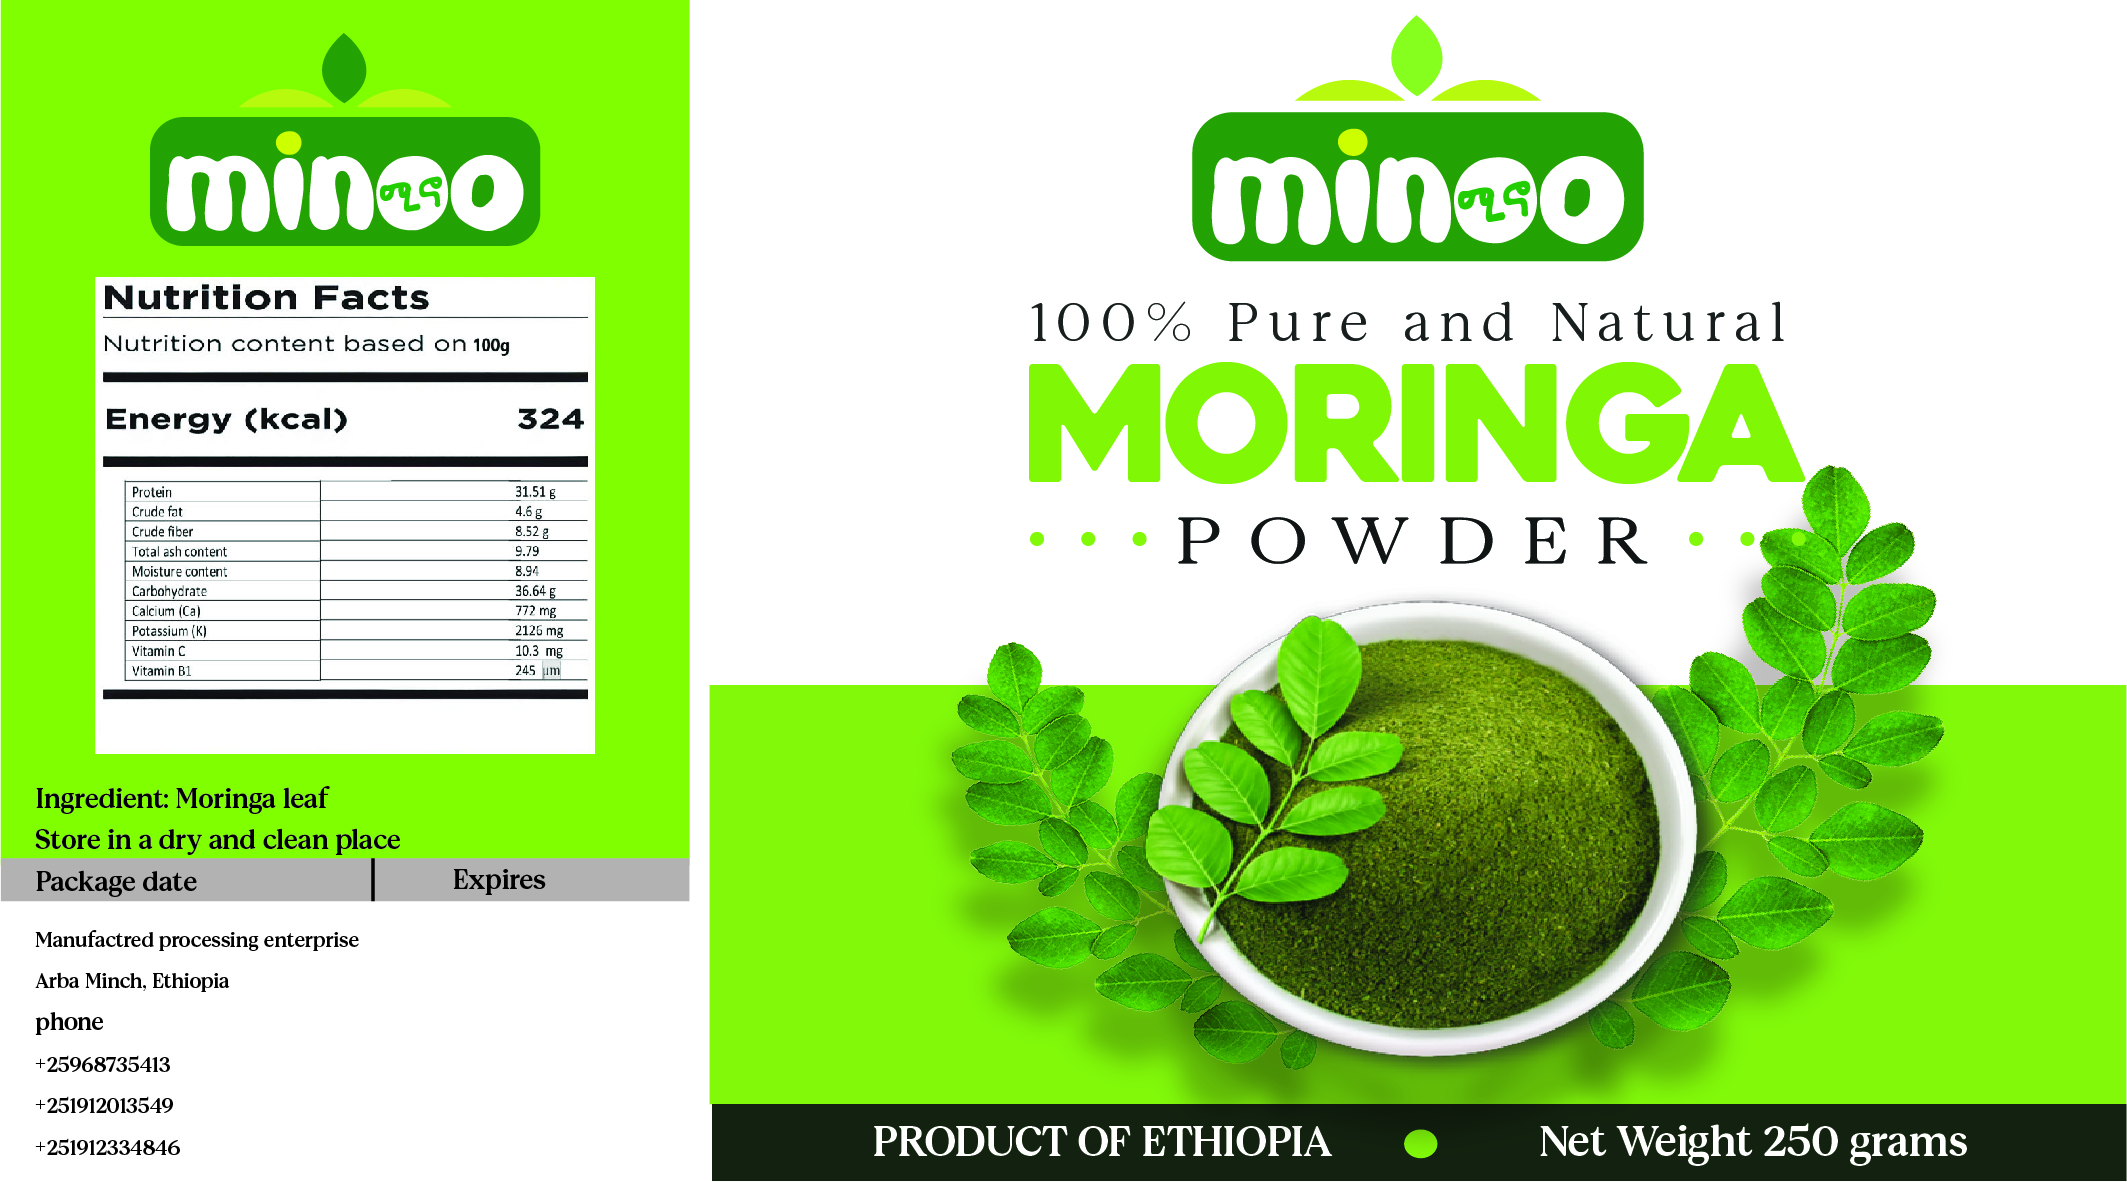 minoo
ሚኖ
Nutrition Facts
Nutrition content based on 100g
Energy (kcal) 324
Protein 31.51 g
Crude fat 4.6 g
Crude fiber 8.52 g
Total ash content 9.79
Moisture content 8.94
Carbohydrate 36.64 g
Calcium (Ca) 772 mg
Potassium (K) 2126 mg
Vitamin C 10.3 mg
Vitamin B1 245 µm
Ingredient: Moringa leaf
Store in a dry and clean place
Package date Expires
Manufactred processing enterprise
Arba Minch, Ethiopia
phone
+25968735413
+251912013549
+251912334846
minoo
ሚኖ
100% Pure and Natural
MORINGA
POWDER
PRODUCT OF ETHIOPIA Net Weight 250 grams